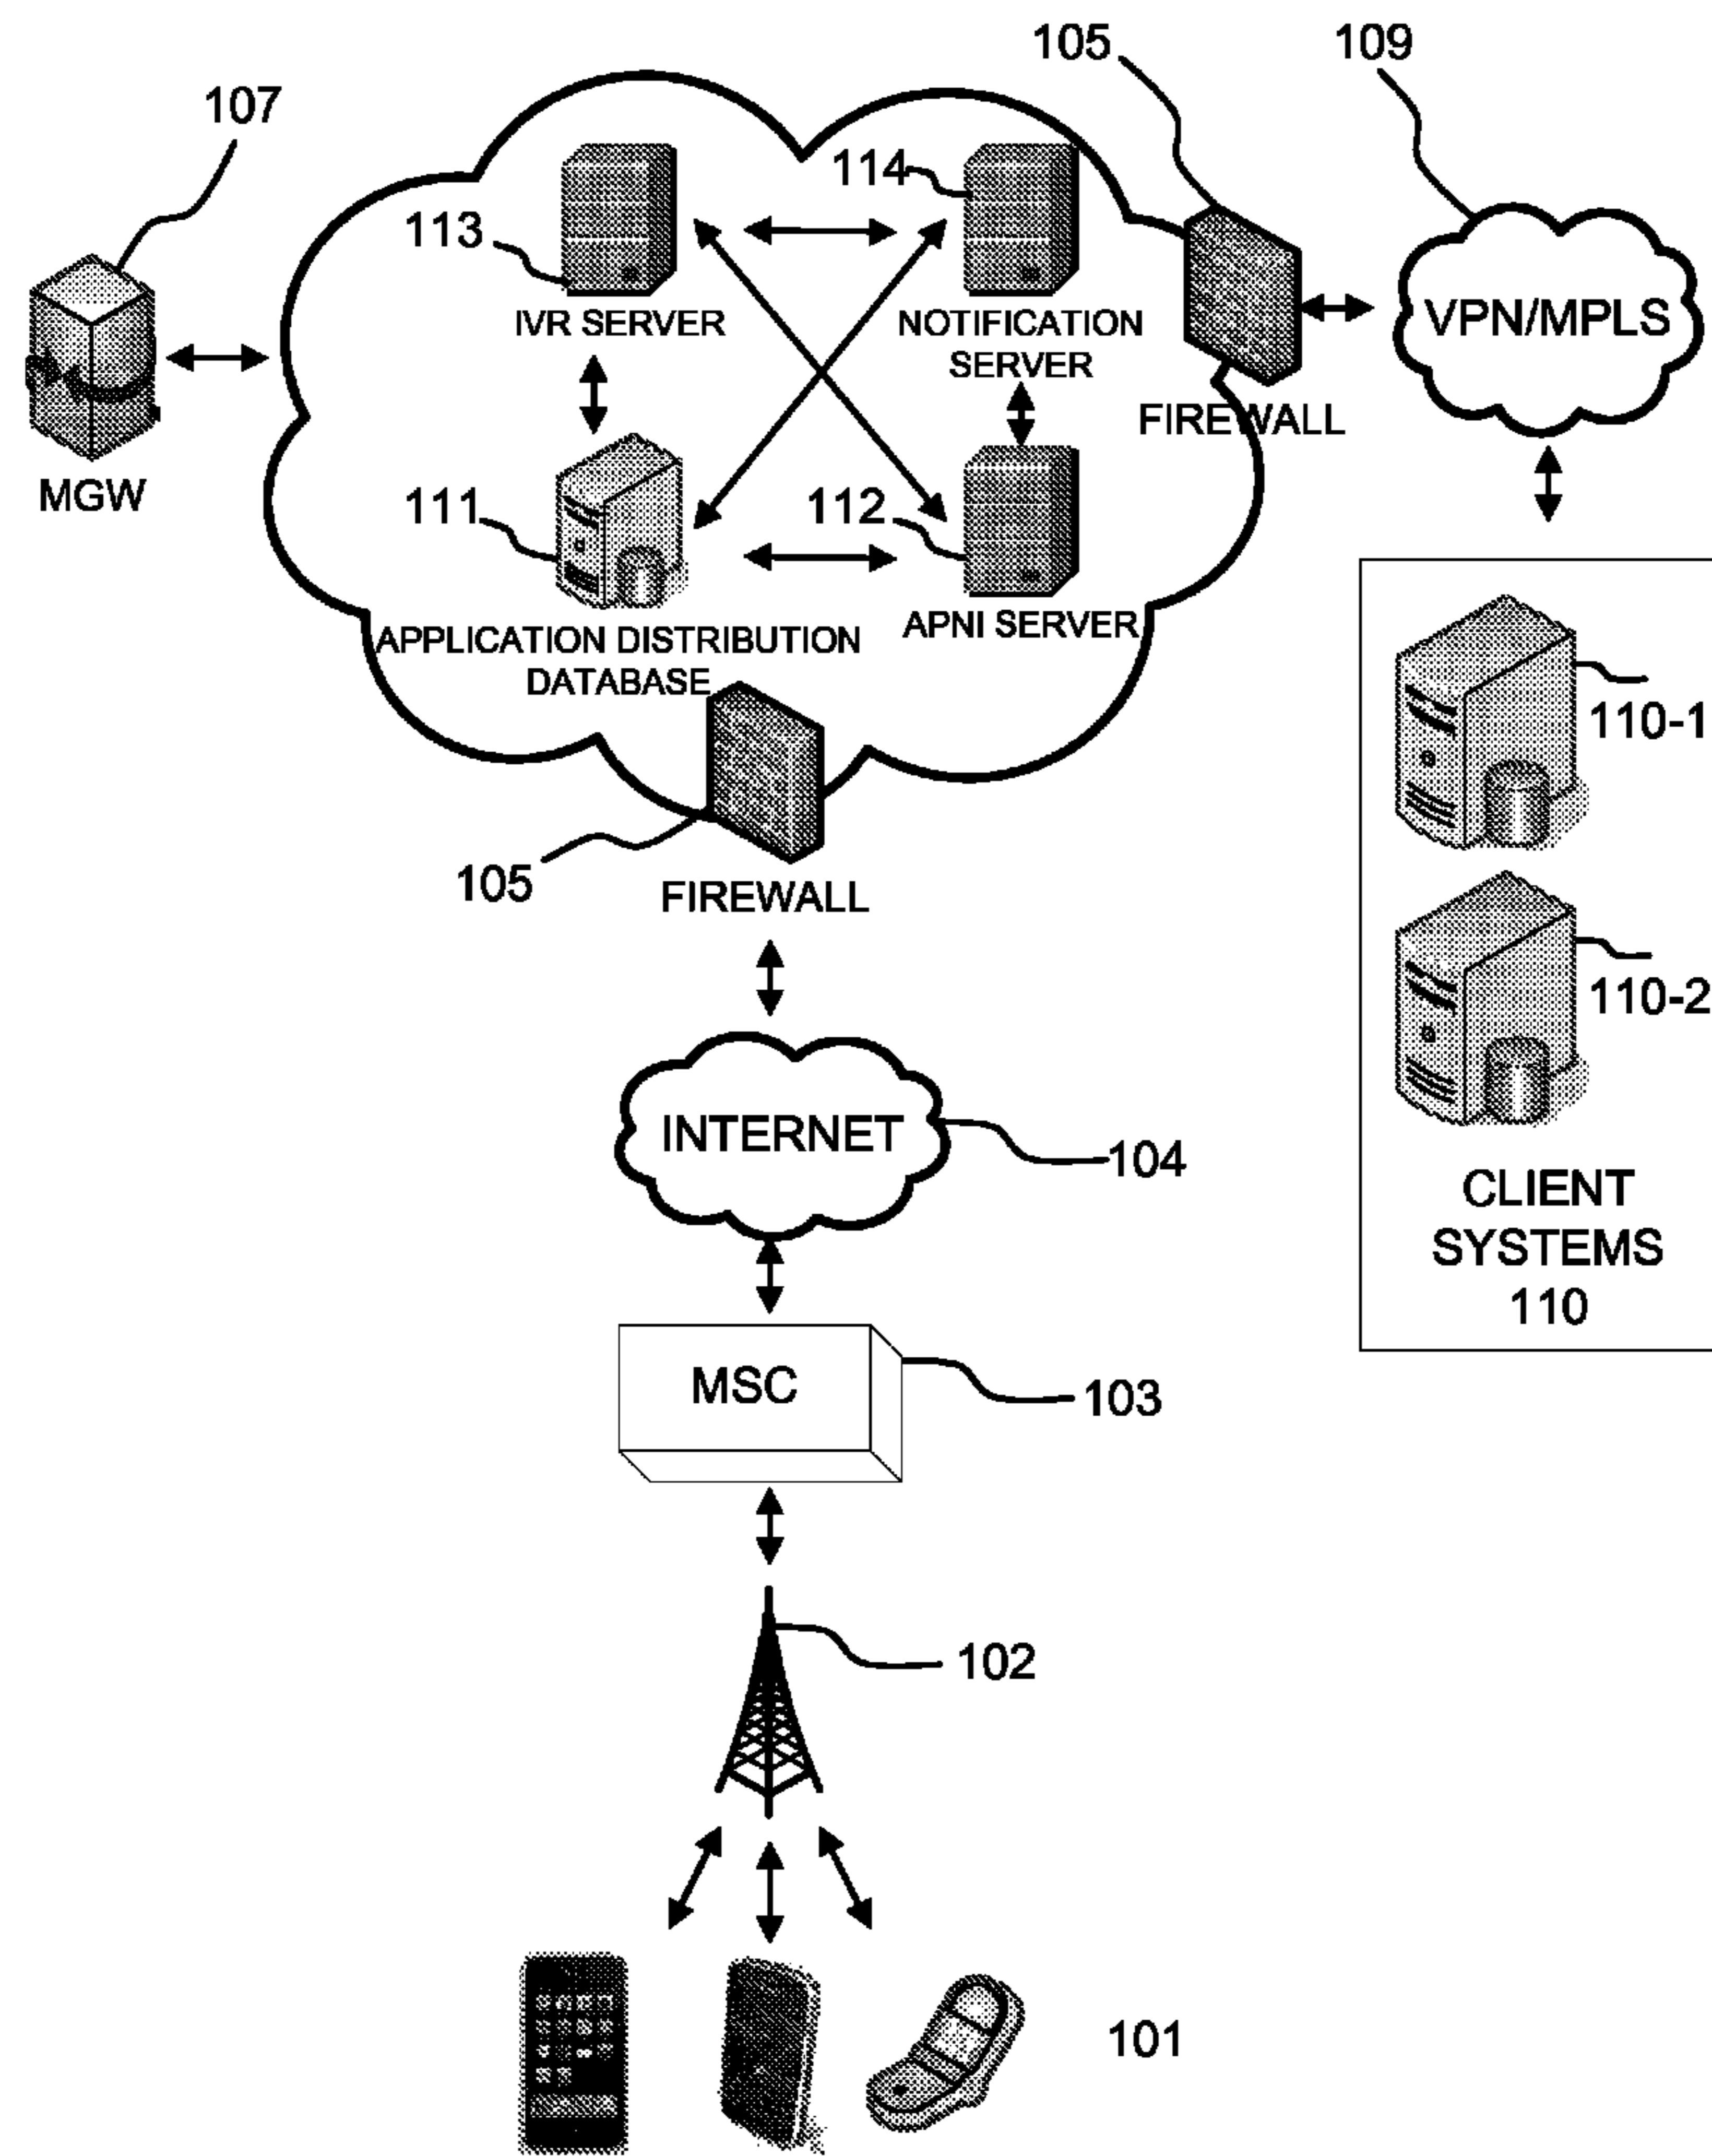 105
109
107
114
113
IVR SERVER
NOTIFICATION
SERVER
VPN/MPLS
FIREWALL
MGW
111
112
APPLICATION DISTRIBUTION
DATABASE
APNI SERVER
110-1
105
FIREWALL
110-2
INTERNET
104
CLIENT
SYSTEMS
110
MSC
103
102
101